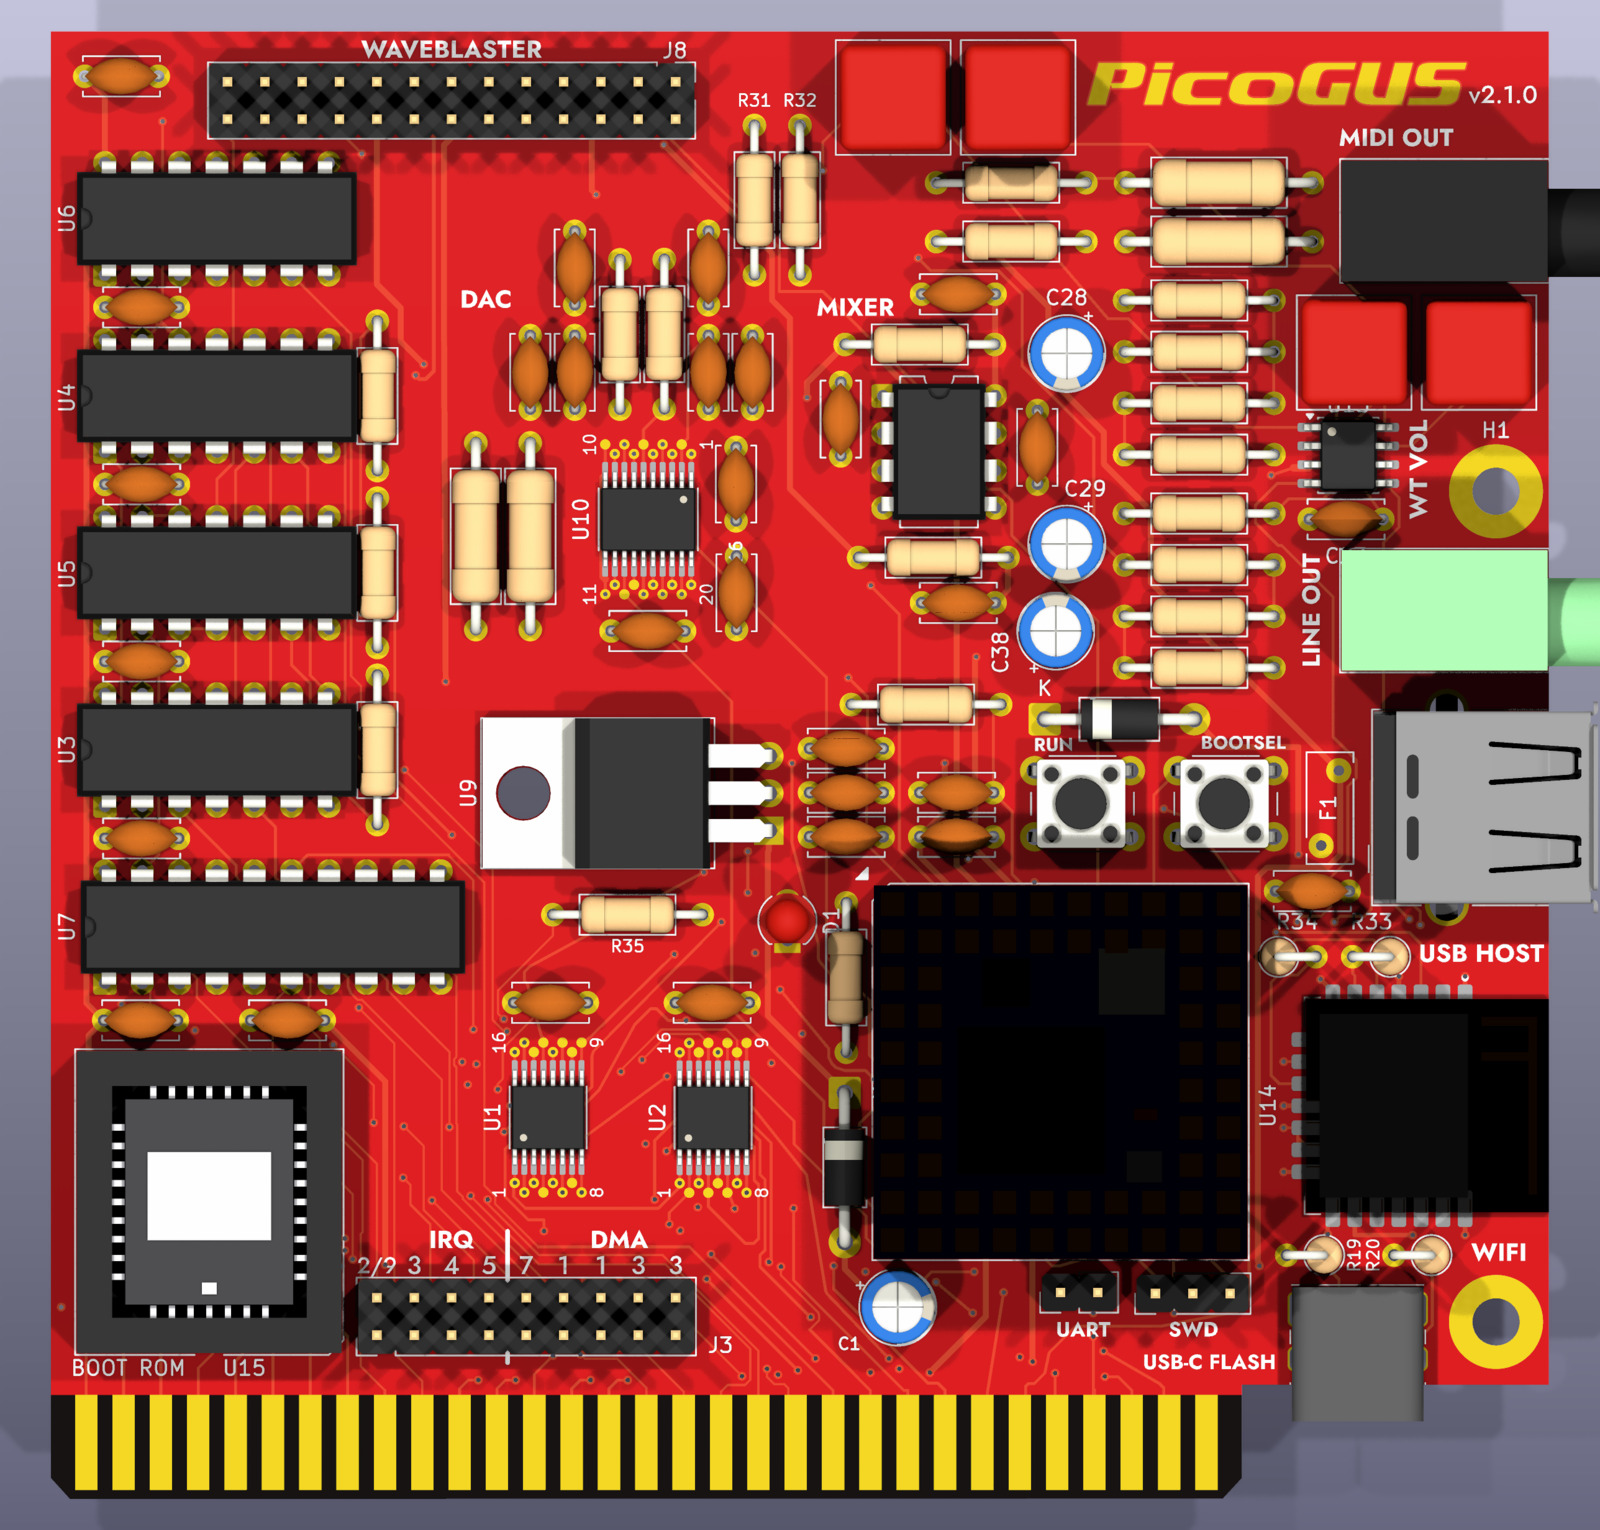 WAVEBLASTER
J8
PicoGUS
v2.1.0
R31 R32
MIDI OUT
U6
DAC
MIXER
C28
+
U4
10
1
H1
WT VOL
C29
+
U10
U5
6
11
20
LINE OUT
C38
+
K
U3
RUN
BOOTSEL
U9
F1
U7
D1
R35
R34
R33
USB HOST
16
9
16
9
U1
U2
U14
1
8
1
8
IRQ
DMA
2/9 3 4 5 7 1 1 3 3
R19
R20
WIFI
+
J3
C1
UART
SWD
USB-C FLASH
BOOT ROM
U15